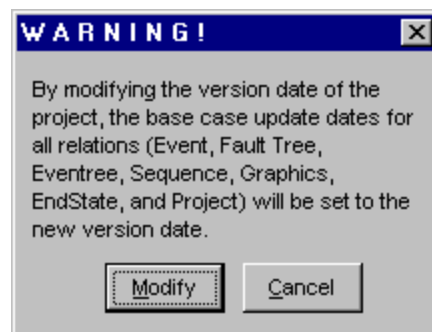 WARNING!
By modifying the version date of the
project, the base case update dates for
all relations (Event, Fault Tree,
Eventree, Sequence, Graphics,
EndState, and Project) will be set to the
new version date.
Modify Cancel